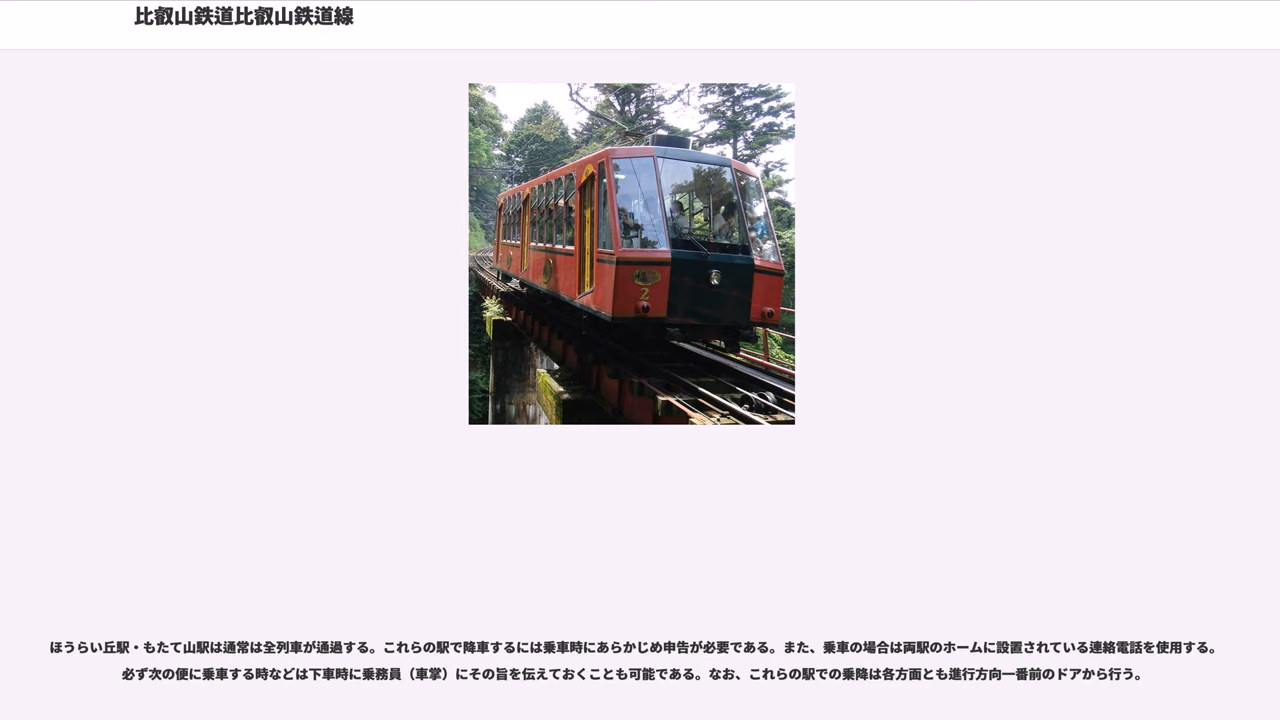 比叡山鉄道比叡山鉄道線
2
ほうらい丘駅・もたて山駅は通常は全列車が通過する。これらの駅で降車するには乗車時にあらかじめ申告が必要である。また、乗車の場合は両駅のホームに設置されている連絡電話を使用する。
必ず次の便に乗車する時などは下車時に乗務員（車掌）にその旨を伝えておくことも可能である。なお、これらの駅での乗降は各方面とも進行方向一番前のドアから行う。